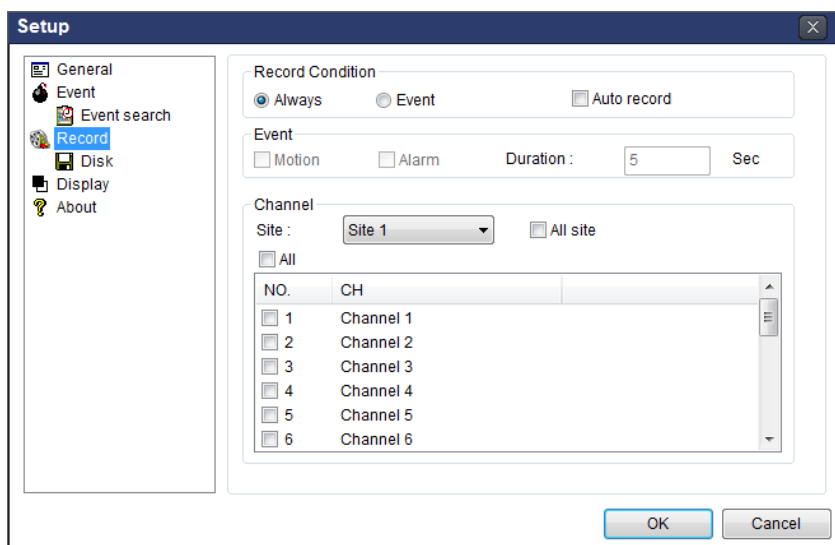 Setup
General
Event
Event search
Record
Disk
Display
About
Record Condition
Always Event Auto record
Event
Motion Alarm Duration : 5 Sec
Channel
Site : Site 1 All site
All
NO. CH
1 Channel 1
2 Channel 2
3 Channel 3
4 Channel 4
5 Channel 5
6 Channel 6
OK Cancel